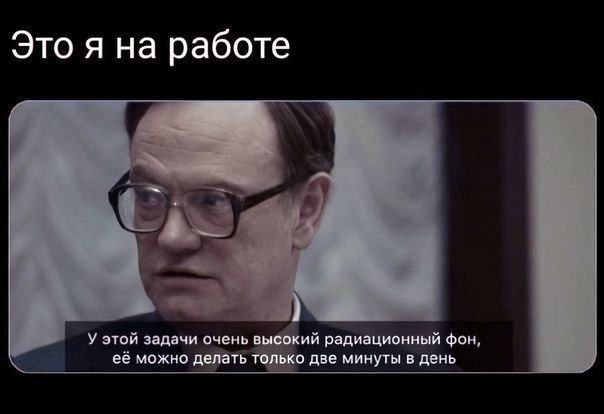 Это я на работе
У этой задачи очень высокий радиационный фон,
её можно делать только две минуты в день